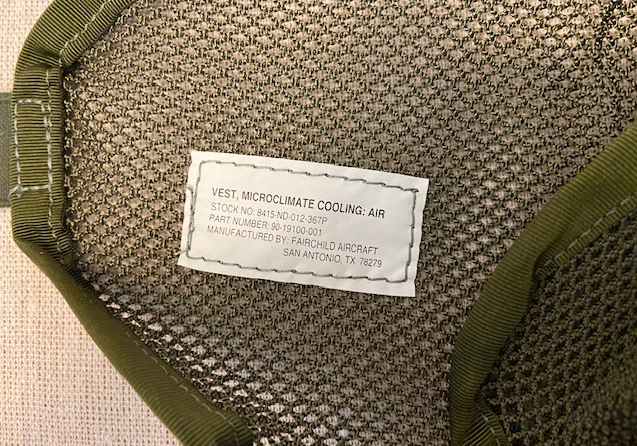 VEST, MICROCLIMATE COOLING: AIR
STOCK NO: 8415-ND-012-367P
PART NUMBER: 90-19100-001
MANUFACTURED BY: FAIRCHILD AIRCRAFT
SAN ANTONIO, TX 78279